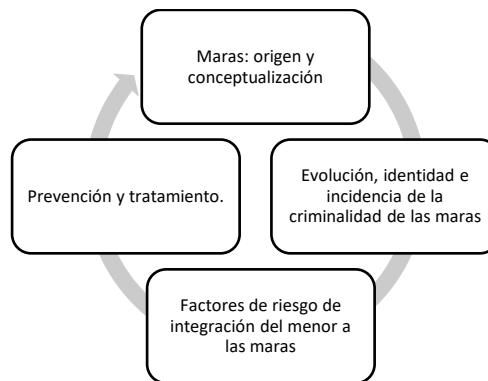 Maras: origen y
conceptualización
Evolución, identidad e
incidencia de la
criminalidad de las maras
Factores de riesgo de
integración del menor a
las maras
Prevención y tratamiento.